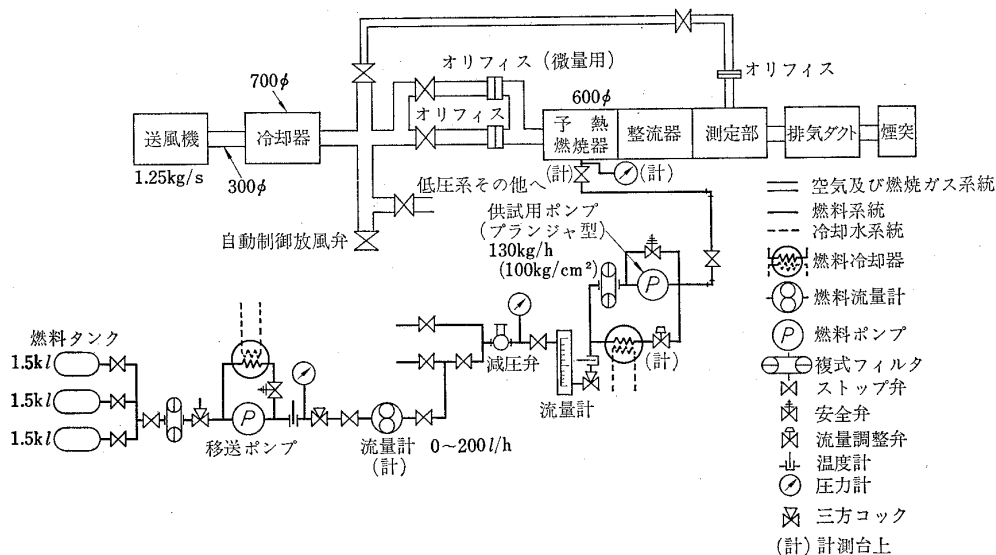 オリフィス（微量用）
オリフィス
700φ
600φ
オリフィス
送風機
冷却器
予熱
燃焼器
整流器
測定部
排気ダクト
煙突
1.25kg/s
300φ
(計)
(計)
低圧系その他へ
自動制御放風弁
供試用ポンプ
(プランジャ型)
130kg/h
(100kg/cm²)
P
燃料タンク
1.5kl
1.5kl
1.5kl
P
移送ポンプ
流量計
(計)
0～200l/h
減圧弁
流量計
(計)
空気及び燃焼ガス系統
燃料系統
冷却水系統
燃料冷却器
燃料流量計
P
燃料ポンプ
複式フィルタ
ストップ弁
安全弁
流量調整弁
温度計
圧力計
三方コック
(計) 計測台上